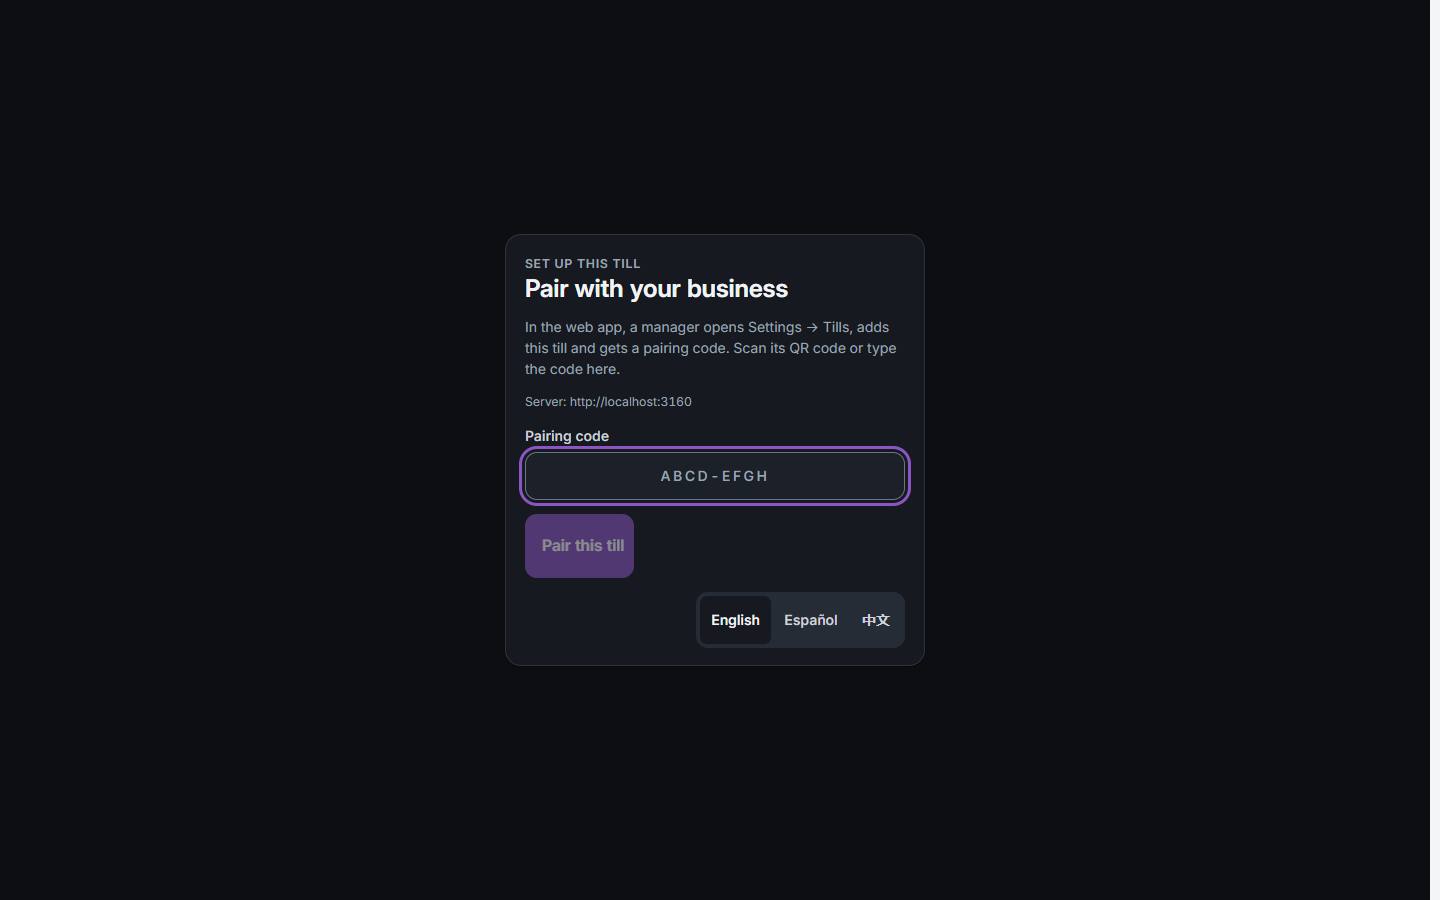 SET UP THIS TILL
Pair with your business
In the web app, a manager opens Settings → Tills, adds
this till and gets a pairing code. Scan its QR code or type
the code here.
Server: http://localhost:3160
Pairing code
ABCD-EFGH
Pair this till
English Español 中文